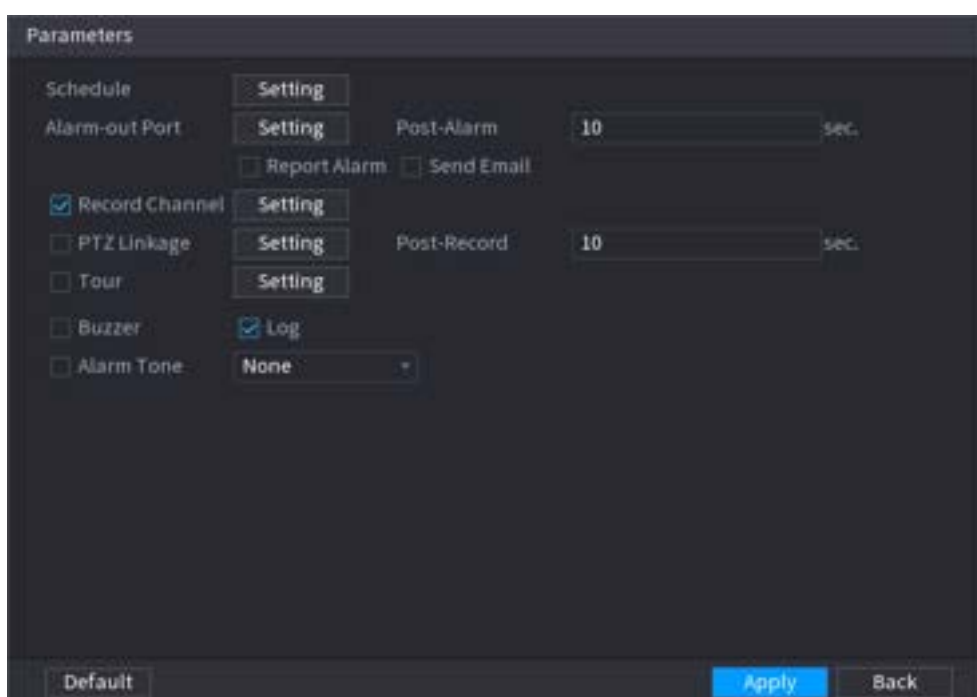 Parameters
Schedule Setting
Alarm-out Port Setting Post-Alarm 10 sec.
Report Alarm Send Email
Record Channel Setting
PTZ Linkage Setting Post-Record 10 sec.
Tour Setting
Buzzer Log
Alarm Tone None
Default Apply Back